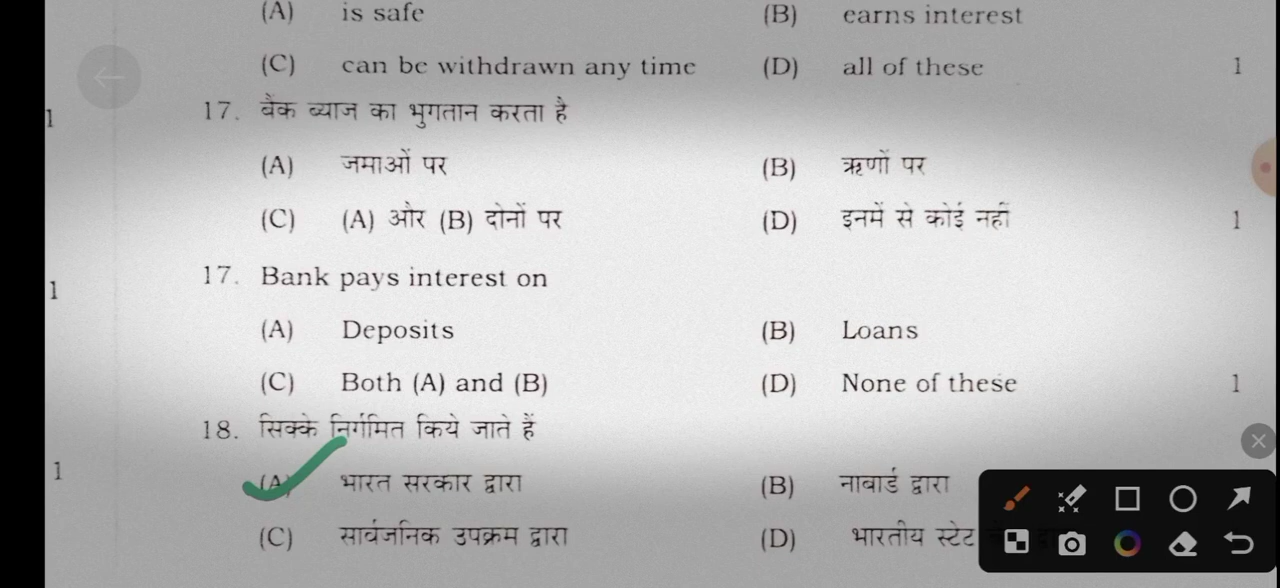 (A) is safe (B) earns interest
(C) can be withdrawn any time (D) all of these 1
1
17. बैंक ब्याज का भुगतान करता है
(A) जमाओं पर (B) ऋणों पर
(C) (A) और (B) दोनों पर (D) इनमें से कोई नहीं 1
1
17. Bank pays interest on
(A) Deposits (B) Loans
(C) Both (A) and (B) (D) None of these 1
18. सिक्के निर्गमित किये जाते हैं
1
(A) भारत सरकार द्वारा (B) नाबार्ड द्वारा
(C) सार्वजनिक उपक्रम द्वारा (D) भारतीय स्टेट